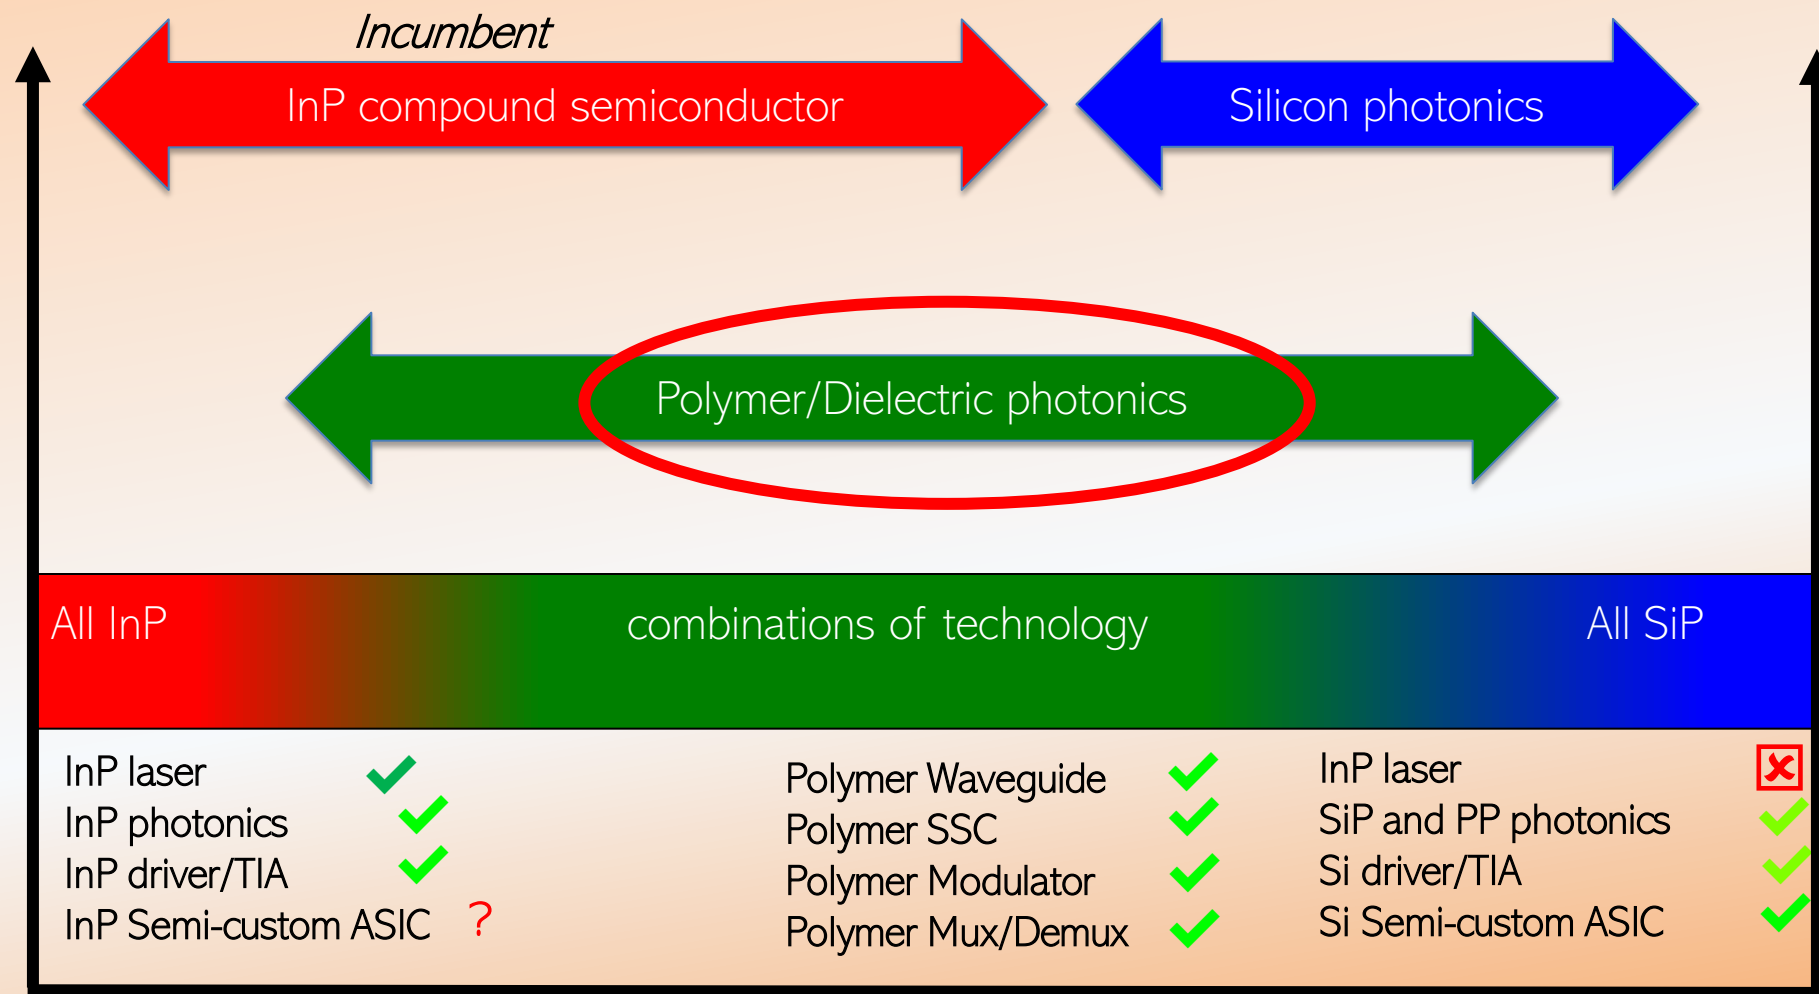 Incumbent
InP compound semiconductor
Silicon photonics
Polymer/Dielectric photonics
All InP
combinations of technology
All SiP
InP laser
InP photonics
InP driver/TIA
InP Semi-custom ASIC ?
Polymer Waveguide
Polymer SSC
Polymer Modulator
Polymer Mux/Demux
InP laser
SiP and PP photonics
Si driver/TIA
Si Semi-custom ASIC